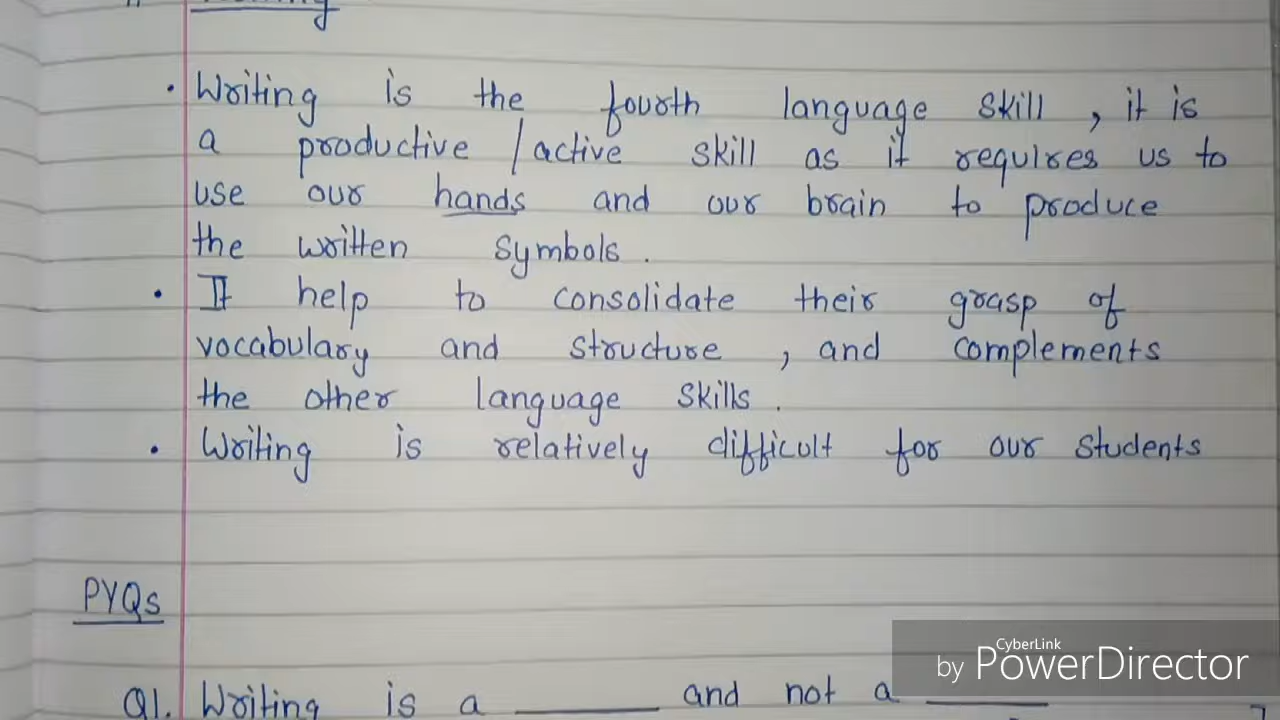 • Writing is the fourth language skill , it is
a productive / active skill as it requires us to
use our hands and our brain to produce
the written symbols .
• It help to consolidate their grasp of
vocabulary and structure , and complements
the other language skills .
• Writing is relatively difficult for our students
PYQs
Q1. Writing is a ______ and not a ______
CyberLink
by PowerDirector